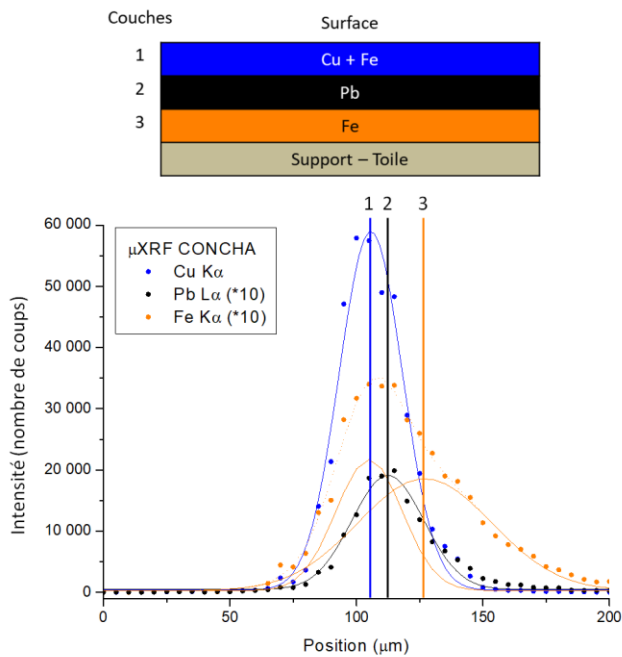 Couches
Surface
1
Cu + Fe
2
Pb
3
Fe
Support – Toile
1 2 3
60 000
50 000
40 000
30 000
20 000
10 000
0
Intensité (nombre de coups)
µXRF CONCHA
Cu Kα
Pb Lα (*10)
Fe Kα (*10)
0 50 100 150 200
Position (µm)